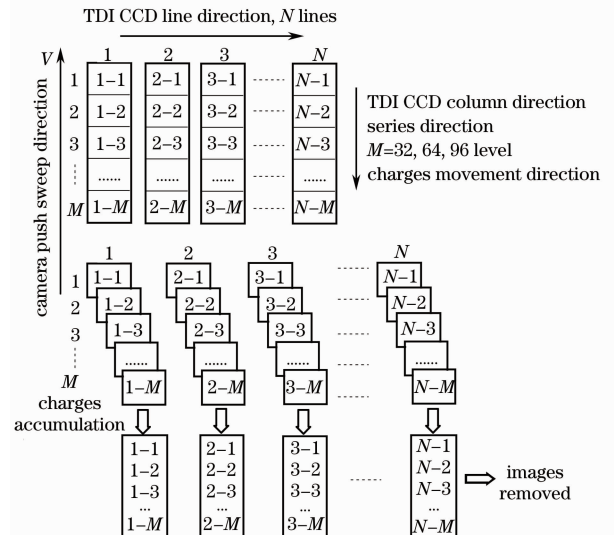 TDI CCD line direction, N lines
V 1 2 3 N
1 1–1 2–1 3–1 -------- N–1
2 1–2 2–2 3–2 -------- N–2
3 1–3 2–3 3–3 -------- N–3
...... ...... ...... ......
M 1–M 2–M 3–M -------- N–M
TDI CCD column direction
series direction
M=32, 64, 96 level
charges movement direction
camera push sweep direction
1 2 3 N
1 1–1 2–1 3–1 N–1
2 1–2 2–2 3–2 N–2
3 1–3 2–3 3–3 N–3
...... ...... ...... ......
M 1–M 2–M 3–M N–M
charges
accumulation
1–1 2–1 3–1 N–1
1–2 2–2 3–2 N–2
1–3 2–3 3–3 N–3
... ... ... ...
1–M 2–M 3–M N–M
images
removed